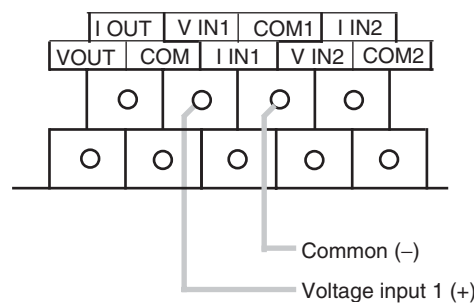 I OUT V IN1 COM1 I IN2
VOUT COM I IN1 V IN2 COM2
Common (−)
Voltage input 1 (+)